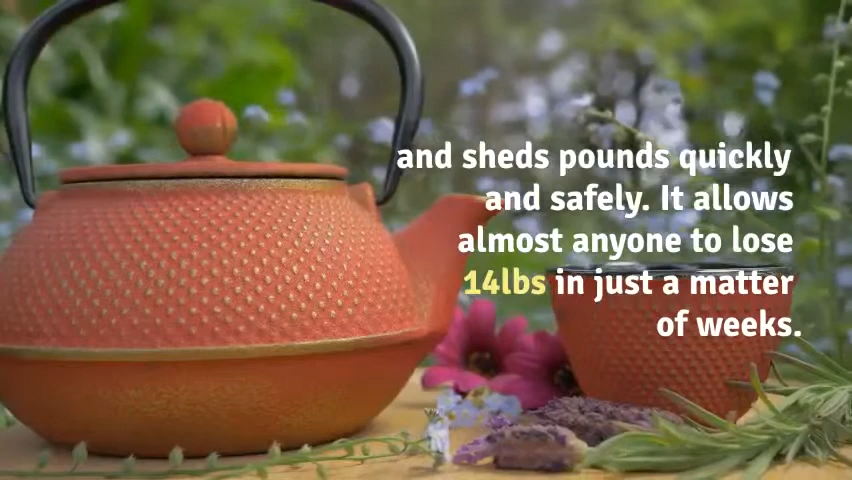 and sheds pounds quickly
and safely. It allows
almost anyone to lose
14lbs in just a matter
of weeks.